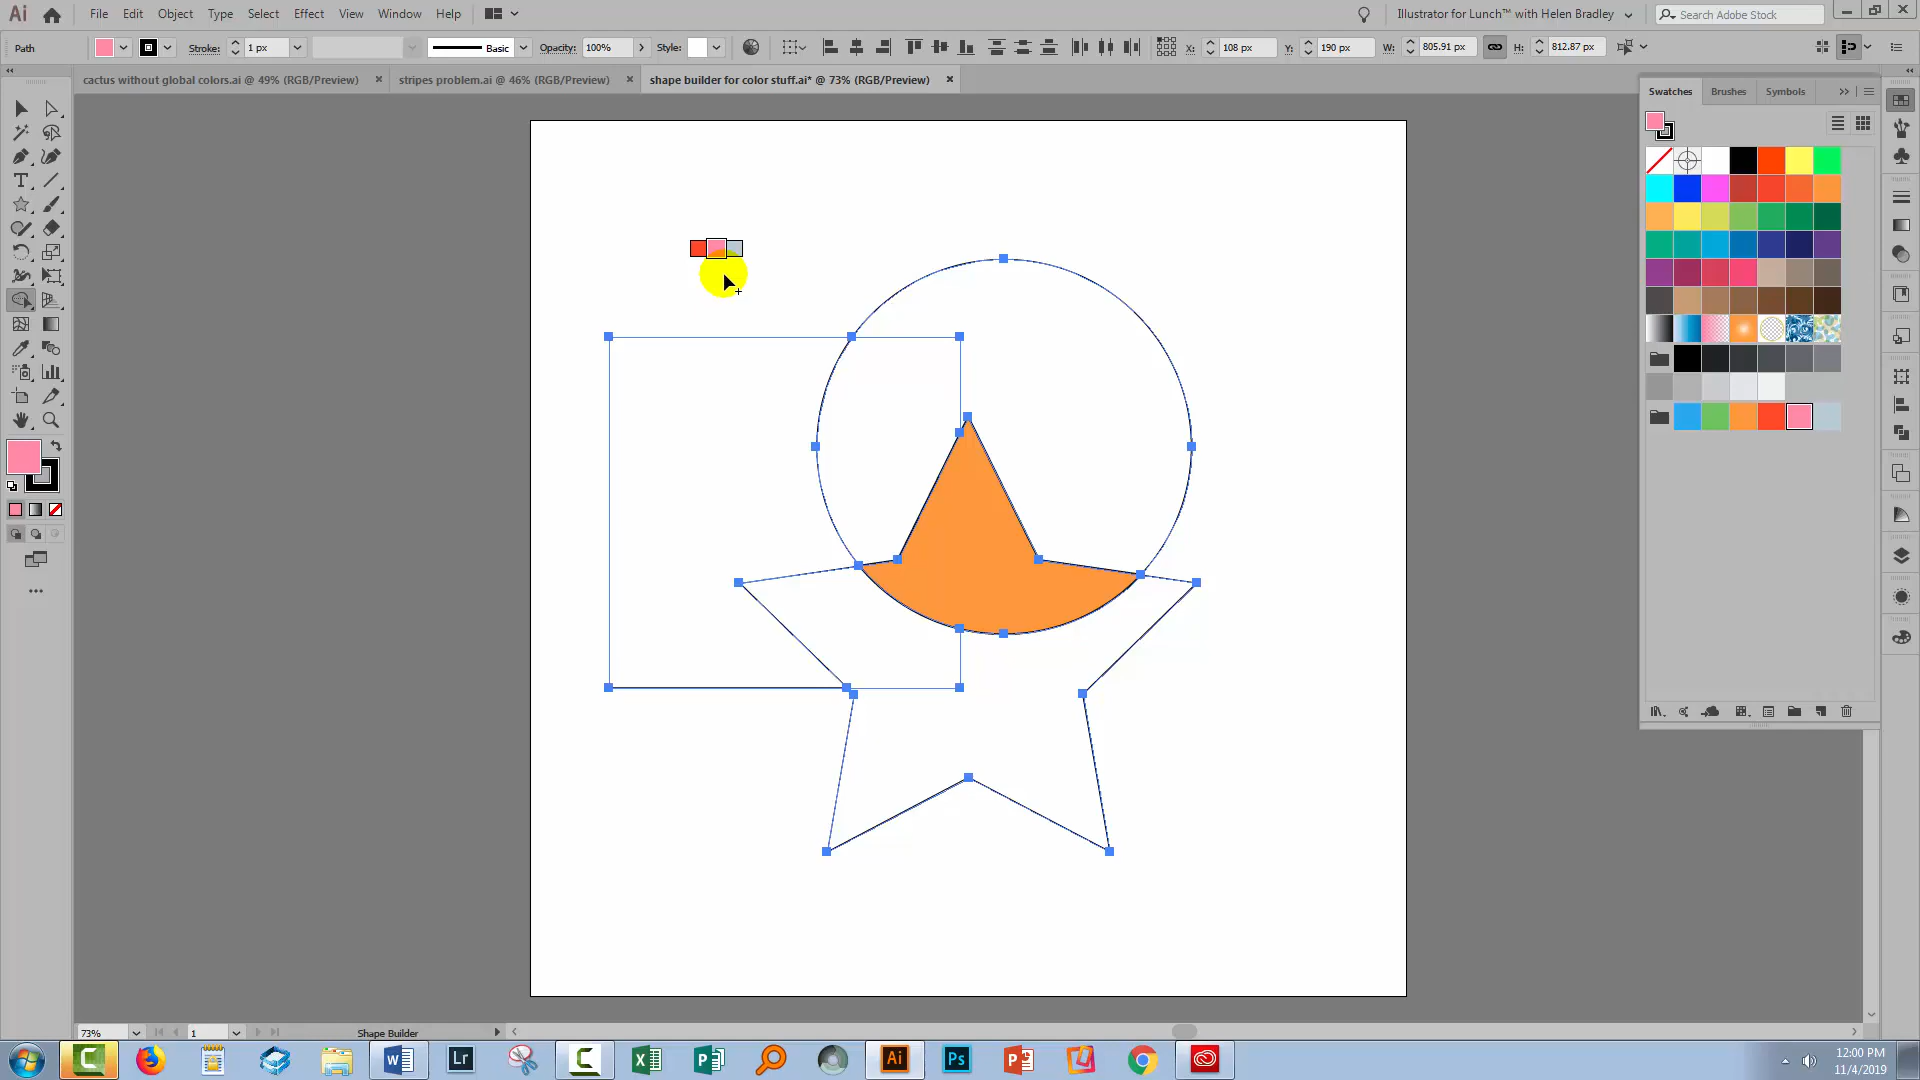 Ai File Edit Object Type Select Effect View Window Help Illustrator for Lunch™ with Helen Bradley Search Adobe Stock
Path Stroke: 1 px Basic Opacity: 100% Style: X: 108 px Y: 190 px W: 805.91 px H: 812.87 px
cactus without global colors.ai @ 49% (RGB/Preview) × stripes problem.ai @ 46% (RGB/Preview) × shape builder for color stuff.ai* @ 73% (RGB/Preview) ×
Swatches Brushes Symbols
T
73% 1 Shape Builder
C W Lr C X P Ai Ps P
12:00 PM
11/4/2019